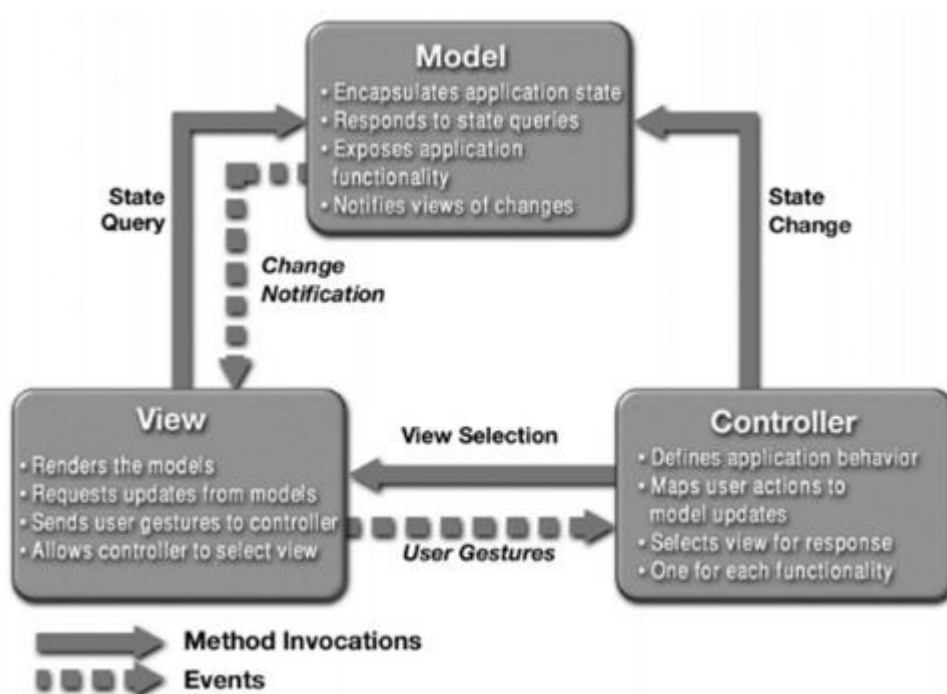 Model
• Encapsulates application state
• Responds to state queries
• Exposes application
functionality
• Notifies views of changes
State
Query
State
Change
Change
Notification
View
• Renders the models
• Requests updates from models
• Sends user gestures to controller
• Allows controller to select view
View Selection
User Gestures
Controller
• Defines application behavior
• Maps user actions to
model updates
• Selects view for response
• One for each functionality
Method Invocations
Events